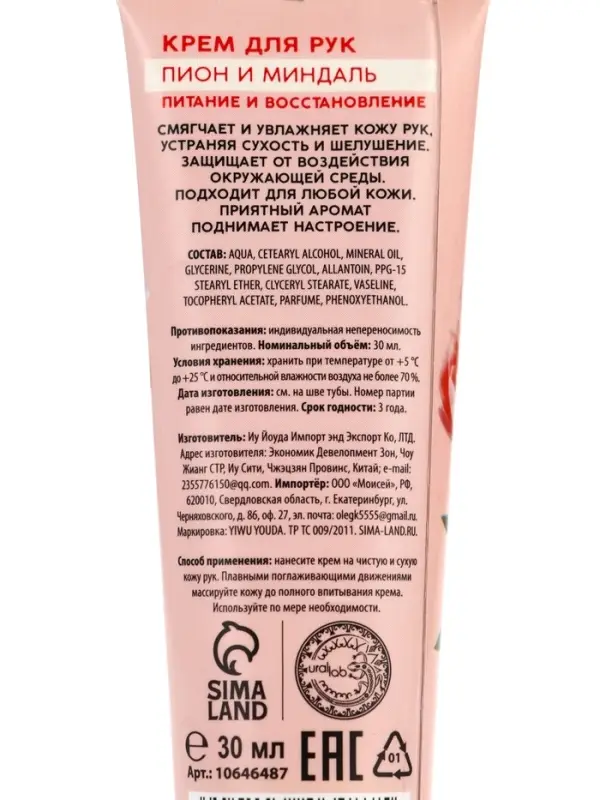 КРЕМ ДЛЯ РУК
ПИОН И МИНДАЛЬ
ПИТАНИЕ И ВОССТАНОВЛЕНИЕ
СМЯГЧАЕТ И УВЛАЖНЯЕТ КОЖУ РУК,
УСТРАНЯЯ СУХОСТЬ И ШЕЛУШЕНИЕ.
ЗАЩИЩАЕТ ОТ ВОЗДЕЙСТВИЯ
ОКРУЖАЮЩЕЙ СРЕДЫ.
ПОДХОДИТ ДЛЯ ЛЮБОЙ КОЖИ.
ПРИЯТНЫЙ АРОМАТ
ПОДНИМАЕТ НАСТРОЕНИЕ.
СОСТАВ: AQUA, CETEARYL ALCOHOL, MINERAL OIL,
GLYCERINE, PROPYLENE GLYCOL, ALLANTOIN, PPG-15
STEARYL ETHER, GLYCERYL STEARATE, VASELINE,
TOCOPHERYL ACETATE, PARFUME, PHENOXYETHANOL.
Противопоказания: индивидуальная непереносимость
ингредиентов. Номинальный объём: 30 мл.
Условия хранения: хранить при температуре от +5 °C
до +25 °C и относительной влажности воздуха не более 70 %.
Дата изготовления: см. на шве тубы. Номер партии
равен дате изготовления. Срок годности: 3 года.
Изготовитель: Иу Йоуда Импорт энд Экспорт Ко, ЛТД.
Адрес изготовителя: Экономик Девелопмент Зон, Чоу
Жианг СТР, Иу Сити, Чжэцзян Провинс, Китай; e-mail:
2355776150@qq.com. Импортёр: ООО «Моисей», РФ,
620010, Свердловская область, г. Екатеринбург, ул.
Черняховского, д. 86, оф. 27, эл. почта: olegk5555@gmail.ru.
Маркировка: YIWU YOUDA. ТР ТС 009/2011. SIMA-LAND.RU.
Способ применения: нанесите крем на чистую и сухую
кожу рук. Плавными поглаживающими движениями
массируйте кожу до полного впитывания крема.
Используйте по мере необходимости.
SIMA
LAND
ural lab
℮ 30 мл
Арт.: 10646487
EAC
01